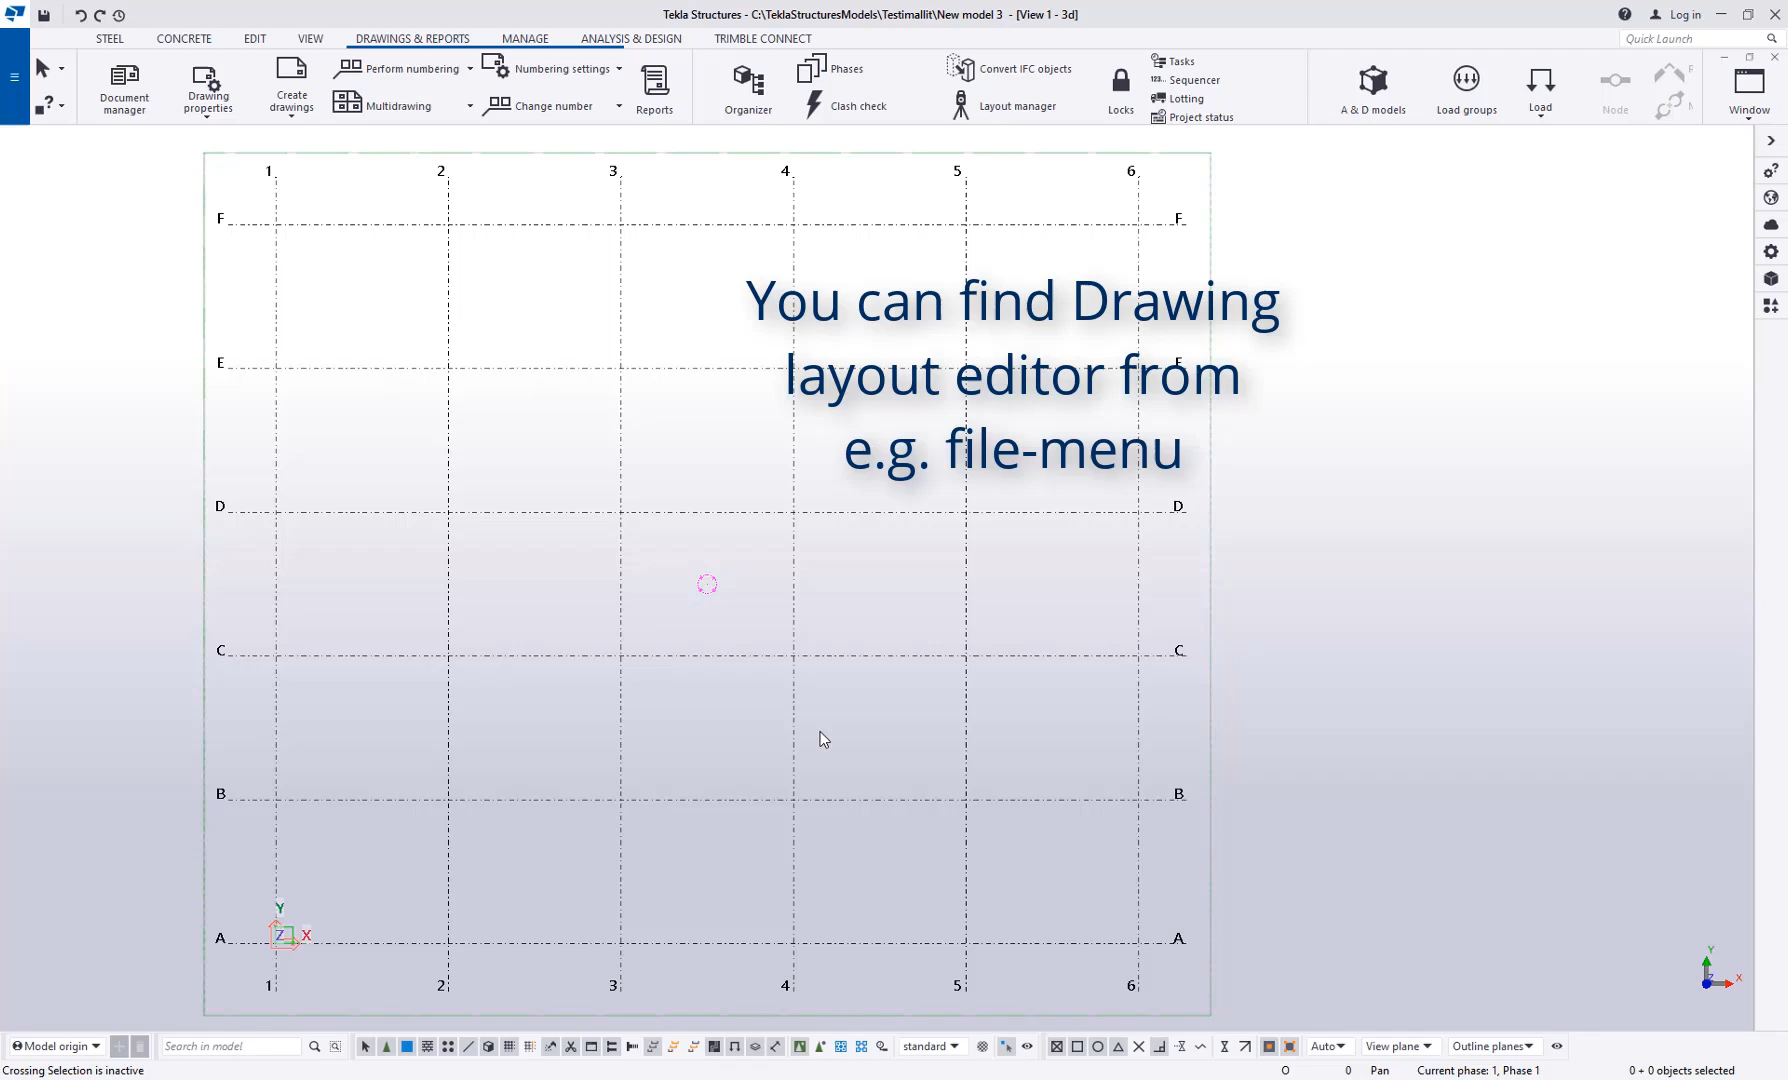 Tekla Structures - C:\TeklaStructuresModels\Testimallit\New model 3 - [View 1 - 3d]
Log in
STEEL
CONCRETE
EDIT
VIEW
DRAWINGS & REPORTS
MANAGE
ANALYSIS & DESIGN
TRIMBLE CONNECT
Quick Launch
Document manager
Drawing properties
Create drawings
Perform numbering
Multidrawing
Numbering settings
Change number
Reports
Organizer
Phases
Clash check
Convert IFC objects
Layout manager
Locks
Tasks
Sequencer
Lotting
Project status
A & D models
Load groups
Load
Node
Window
1 2 3 4 5 6
F F
You can find Drawing
layout editor from
e.g. file-menu
E
D D
C C
B B
Y
Z X
A A
1 2 3 4 5 6
Y
Z X
Model origin
Search in model
standard
Auto
View plane
Outline planes
Crossing Selection is inactive
O 0 Pan Current phase: 1, Phase 1 0 + 0 objects selected